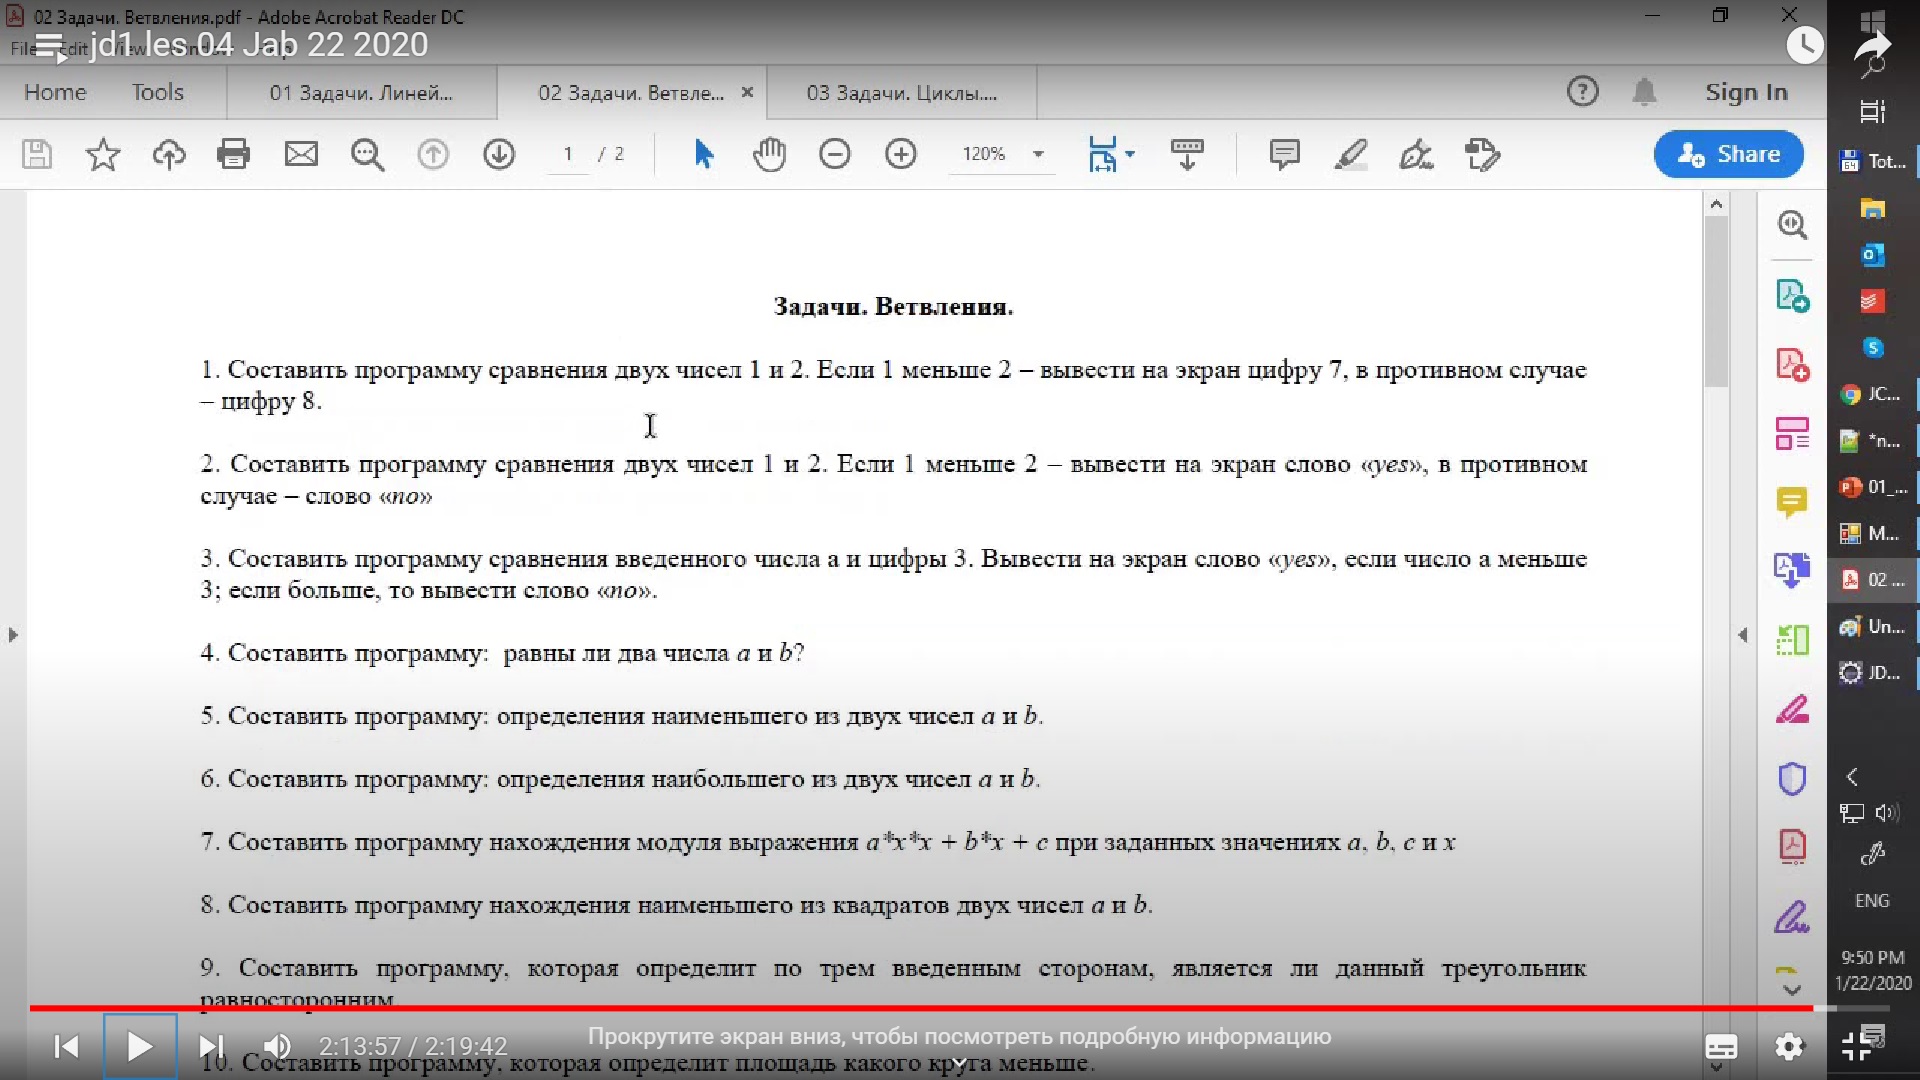 02 Задачи. Ветвления.pdf - Adobe Acrobat Reader DC
jd1 les 04 Jab 22 2020
File Edit View
Home
Tools
01 Задачи. Линей...
02 Задачи. Ветвле...
03 Задачи. Циклы....
Sign In
1 / 2
120%
Share
Задачи. Ветвления.
1. Составить программу сравнения двух чисел 1 и 2. Если 1 меньше 2 – вывести на экран цифру 7, в противном случае
– цифру 8.
2. Составить программу сравнения двух чисел 1 и 2. Если 1 меньше 2 – вывести на экран слово «yes», в противном
случае – слово «no»
3. Составить программу сравнения введенного числа а и цифры 3. Вывести на экран слово «yes», если число а меньше
3; если больше, то вывести слово «no».
4. Составить программу: равны ли два числа a и b?
5. Составить программу: определения наименьшего из двух чисел a и b.
6. Составить программу: определения наибольшего из двух чисел a и b.
7. Составить программу нахождения модуля выражения a*x*x + b*x + c при заданных значениях a, b, c и x
8. Составить программу нахождения наименьшего из квадратов двух чисел a и b.
9. Составить программу, которая определит по трем введенным сторонам, является ли данный треугольник
равносторонним.
10. Составить программу, которая определит площадь какого круга меньше.
2:13:57 / 2:19:42
Прокрутите экран вниз, чтобы посмотреть подробную информацию
Tot...
JC...
*n...
01_...
M...
02 ...
Un...
JD...
ENG
9:50 PM
1/22/2020